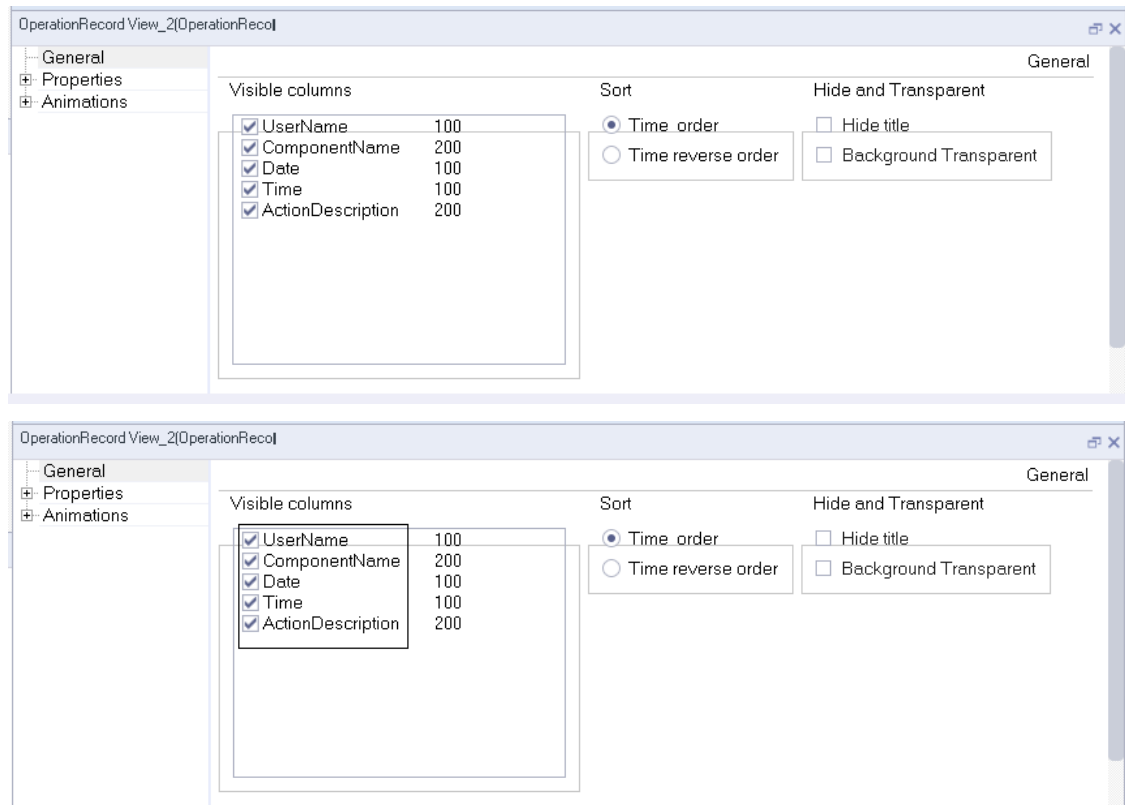 OperationRecord View_2(OperationRecol
General
Properties
Animations
General
Visible columns
Sort
Hide and Transparent
UserName 100
ComponentName 200
Date 100
Time 100
ActionDescription 200
Time order
Time reverse order
Hide title
Background Transparent
OperationRecord View_2(OperationRecol
General
Properties
Animations
General
Visible columns
Sort
Hide and Transparent
UserName 100
ComponentName 200
Date 100
Time 100
ActionDescription 200
Time order
Time reverse order
Hide title
Background Transparent